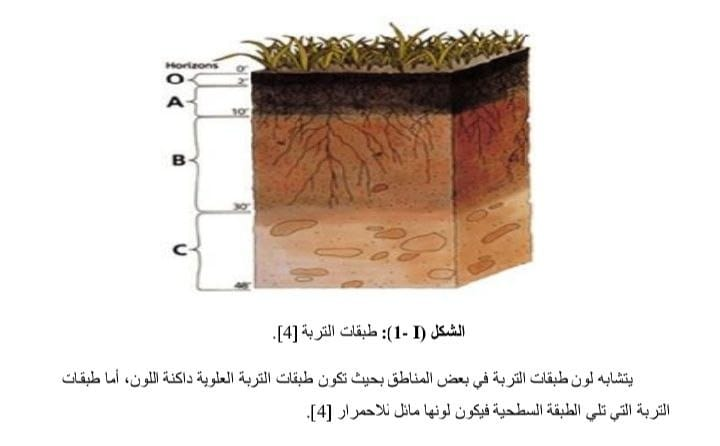 Horizons
0"
O
2"
A
10"
B
30"
C
48"
الشكل (I -1): طبقات التربة [4].
يتشابه لون طبقات التربة في بعض المناطق بحيث تكون طبقات التربة العلوية داكنة اللون، أما طبقات
التربة التي تلي الطبقة السطحية فيكون لونها مائل للاحمرار [4].